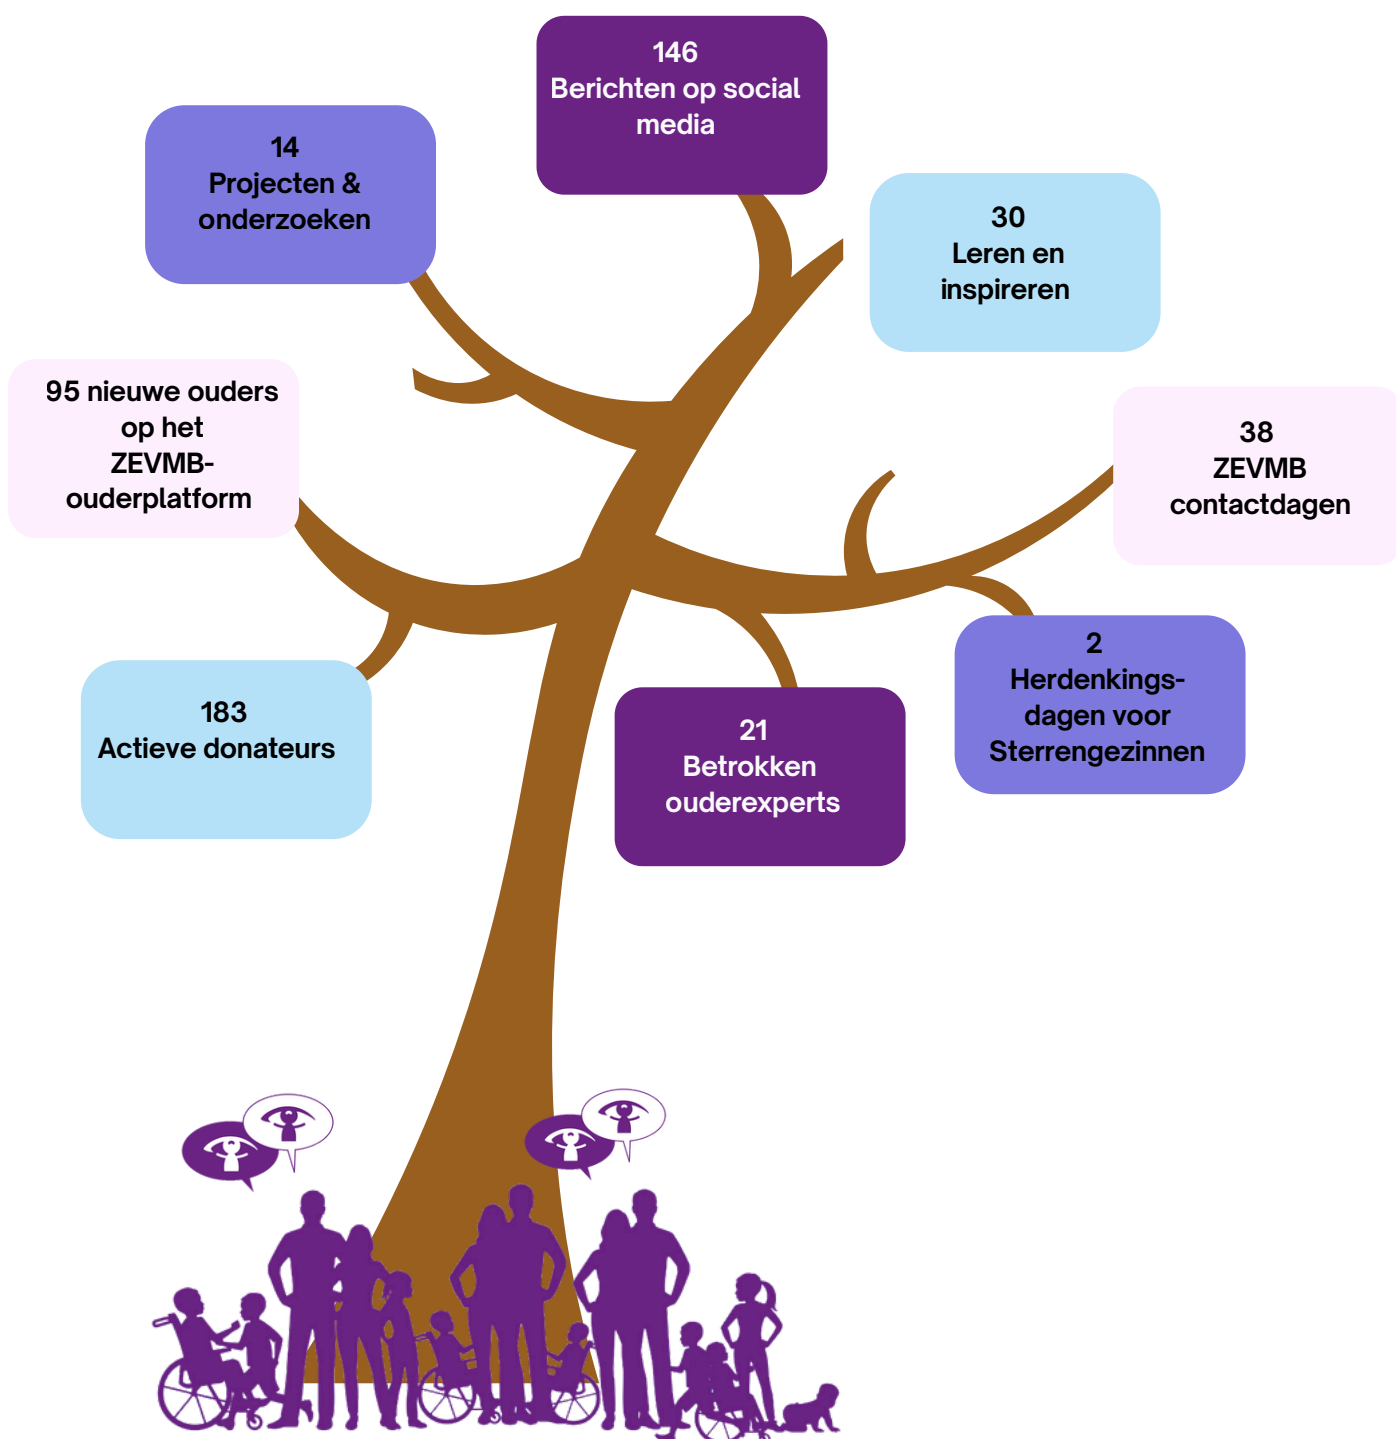 146
Berichten op social
media
14
Projecten &
onderzoeken
30
Leren en
inspireren
95 nieuwe ouders
op het
ZEVMB-
ouderplatform
38
ZEVMB
contactdagen
2
Herdenkings-
dagen voor
Sterrengezinnen
183
Actieve donateurs
21
Betrokken
ouderexperts